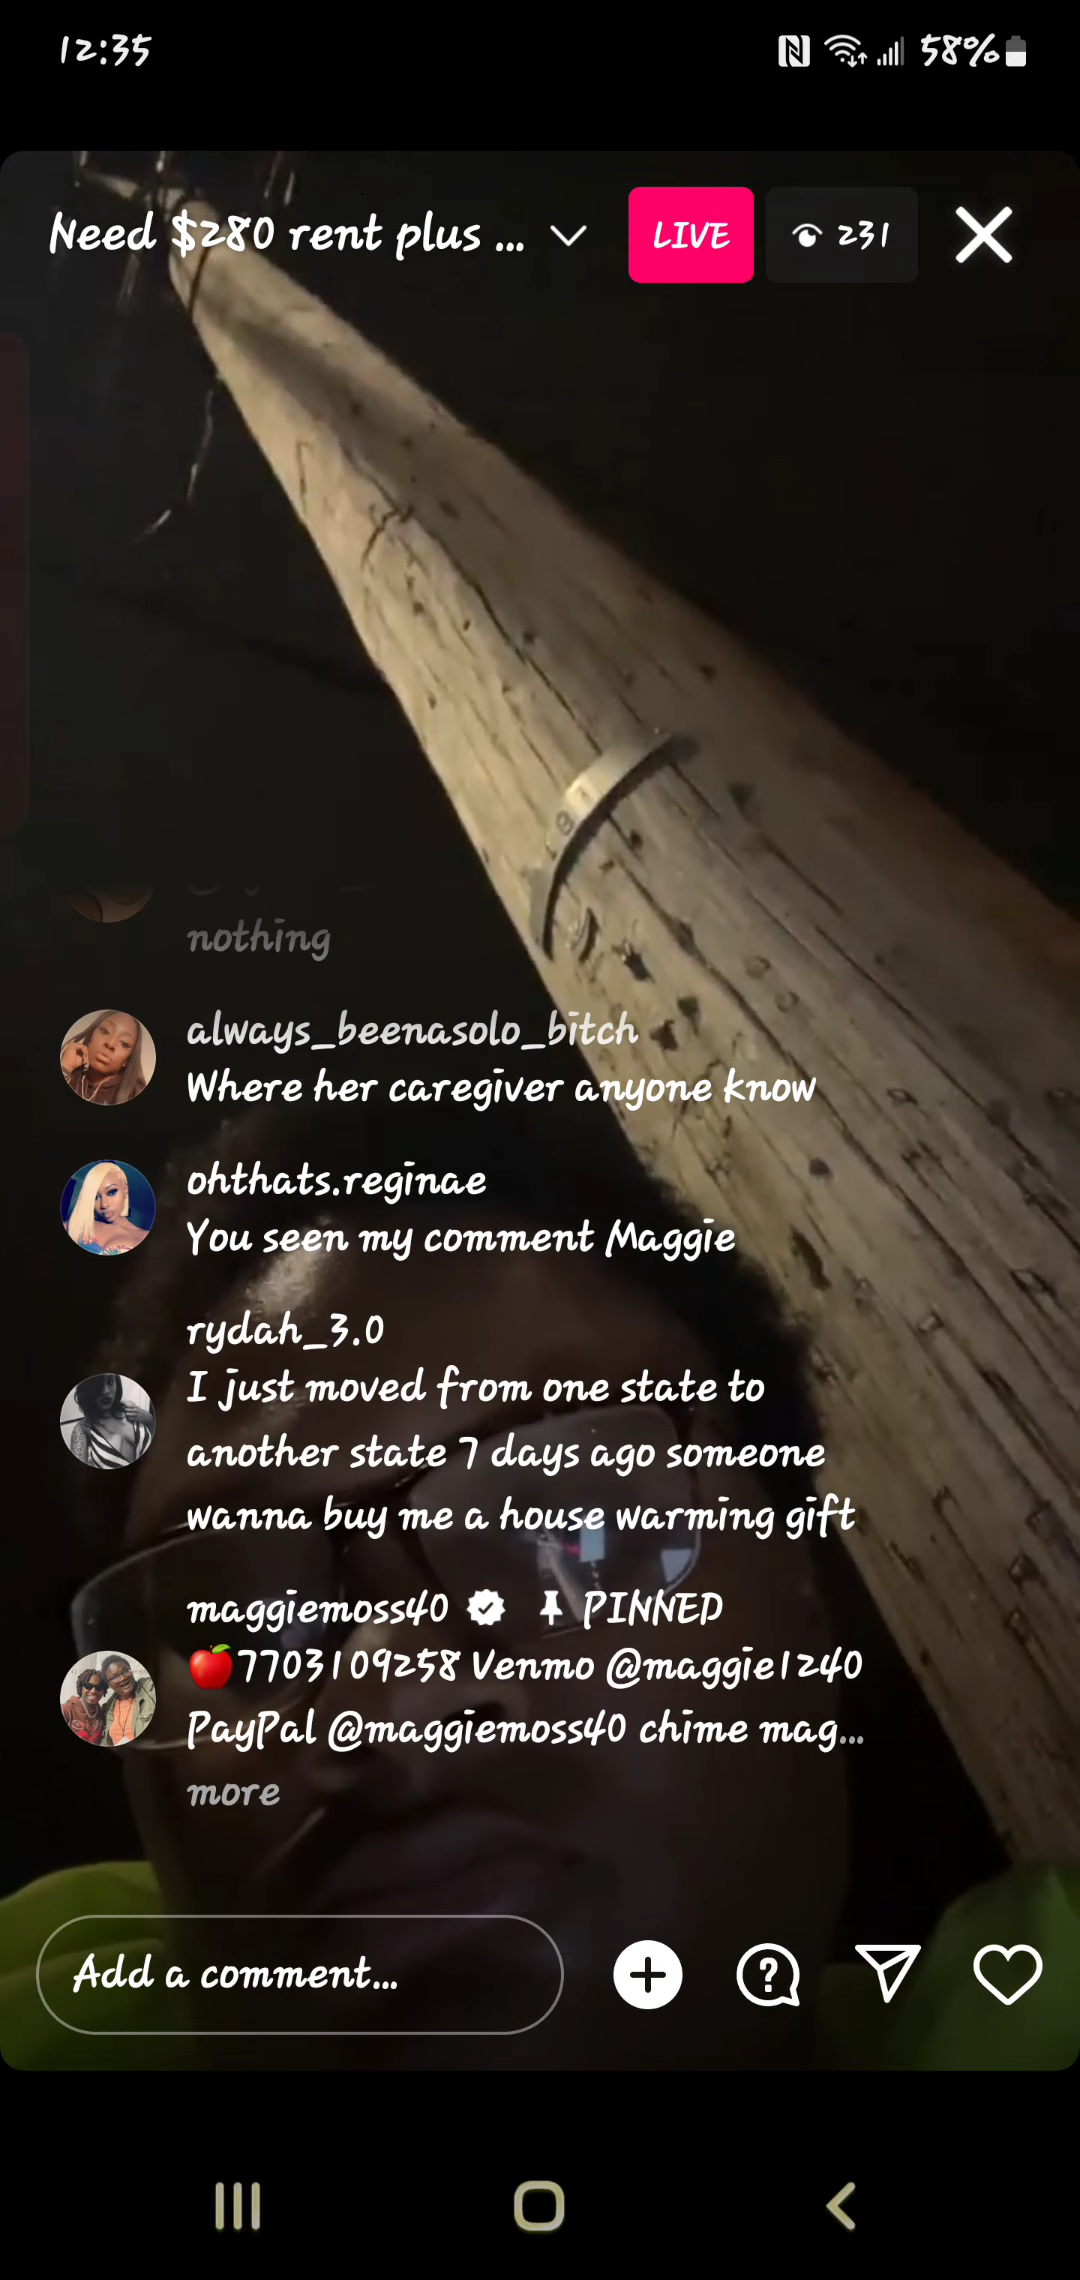 12:35
58%
Need $280 rent plus ...
LIVE
231
nothing
always_beenasolo_bitch
Where her caregiver anyone know
ohthats.reginae
You seen my comment Maggie
rydah_3.0
I just moved from one state to
another state 7 days ago someone
wanna buy me a house warming gift
maggiemoss40 PINNED
🍎7703109258 Venmo @maggie1240
PayPal @maggiemoss40 chime mag...
more
Add a comment...